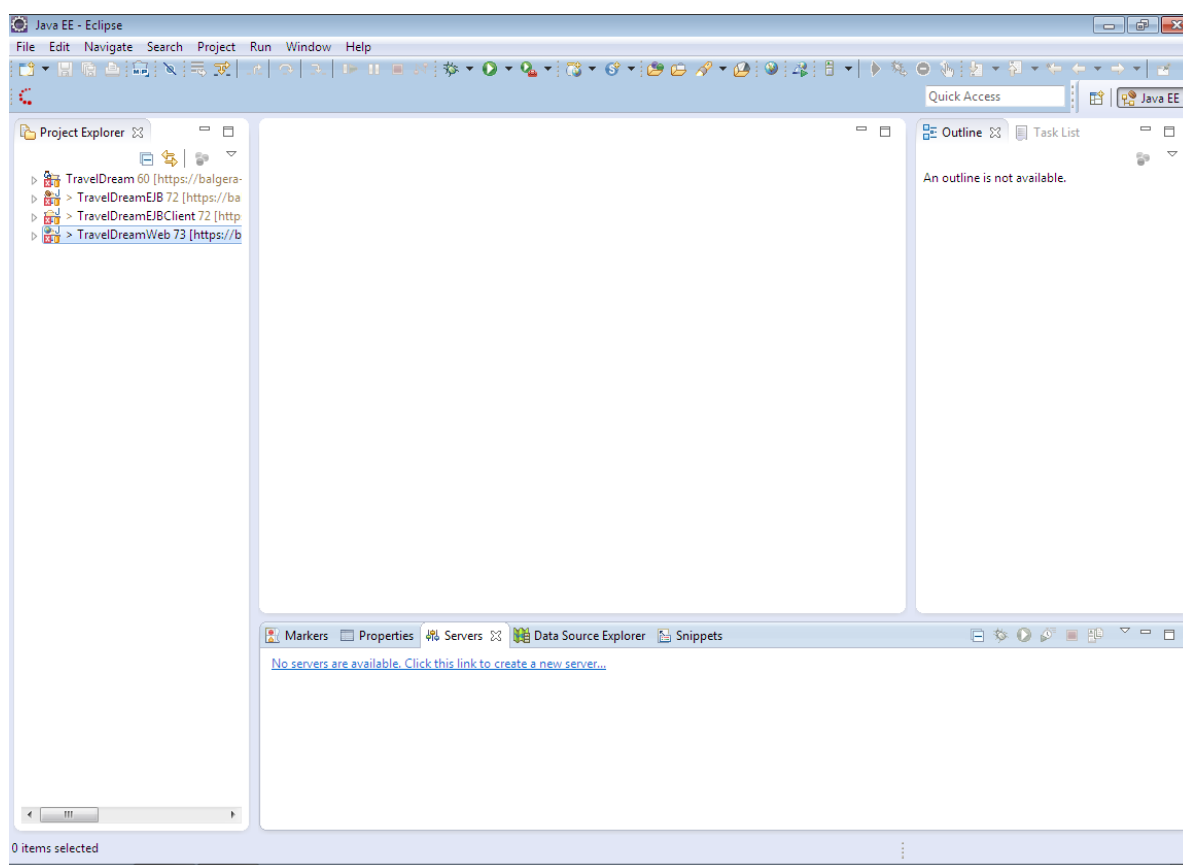 Java EE - Eclipse
File Edit Navigate Search Project Run Window Help
Quick Access
Java EE
Project Explorer
TravelDream 60 [https://balgera-
> TravelDreamEJB 72 [https://ba
> TravelDreamEJBClient 72 [http
> TravelDreamWeb 73 [https://b
Outline Task List
An outline is not available.
Markers Properties Servers Data Source Explorer Snippets
No servers are available. Click this link to create a new server...
0 items selected